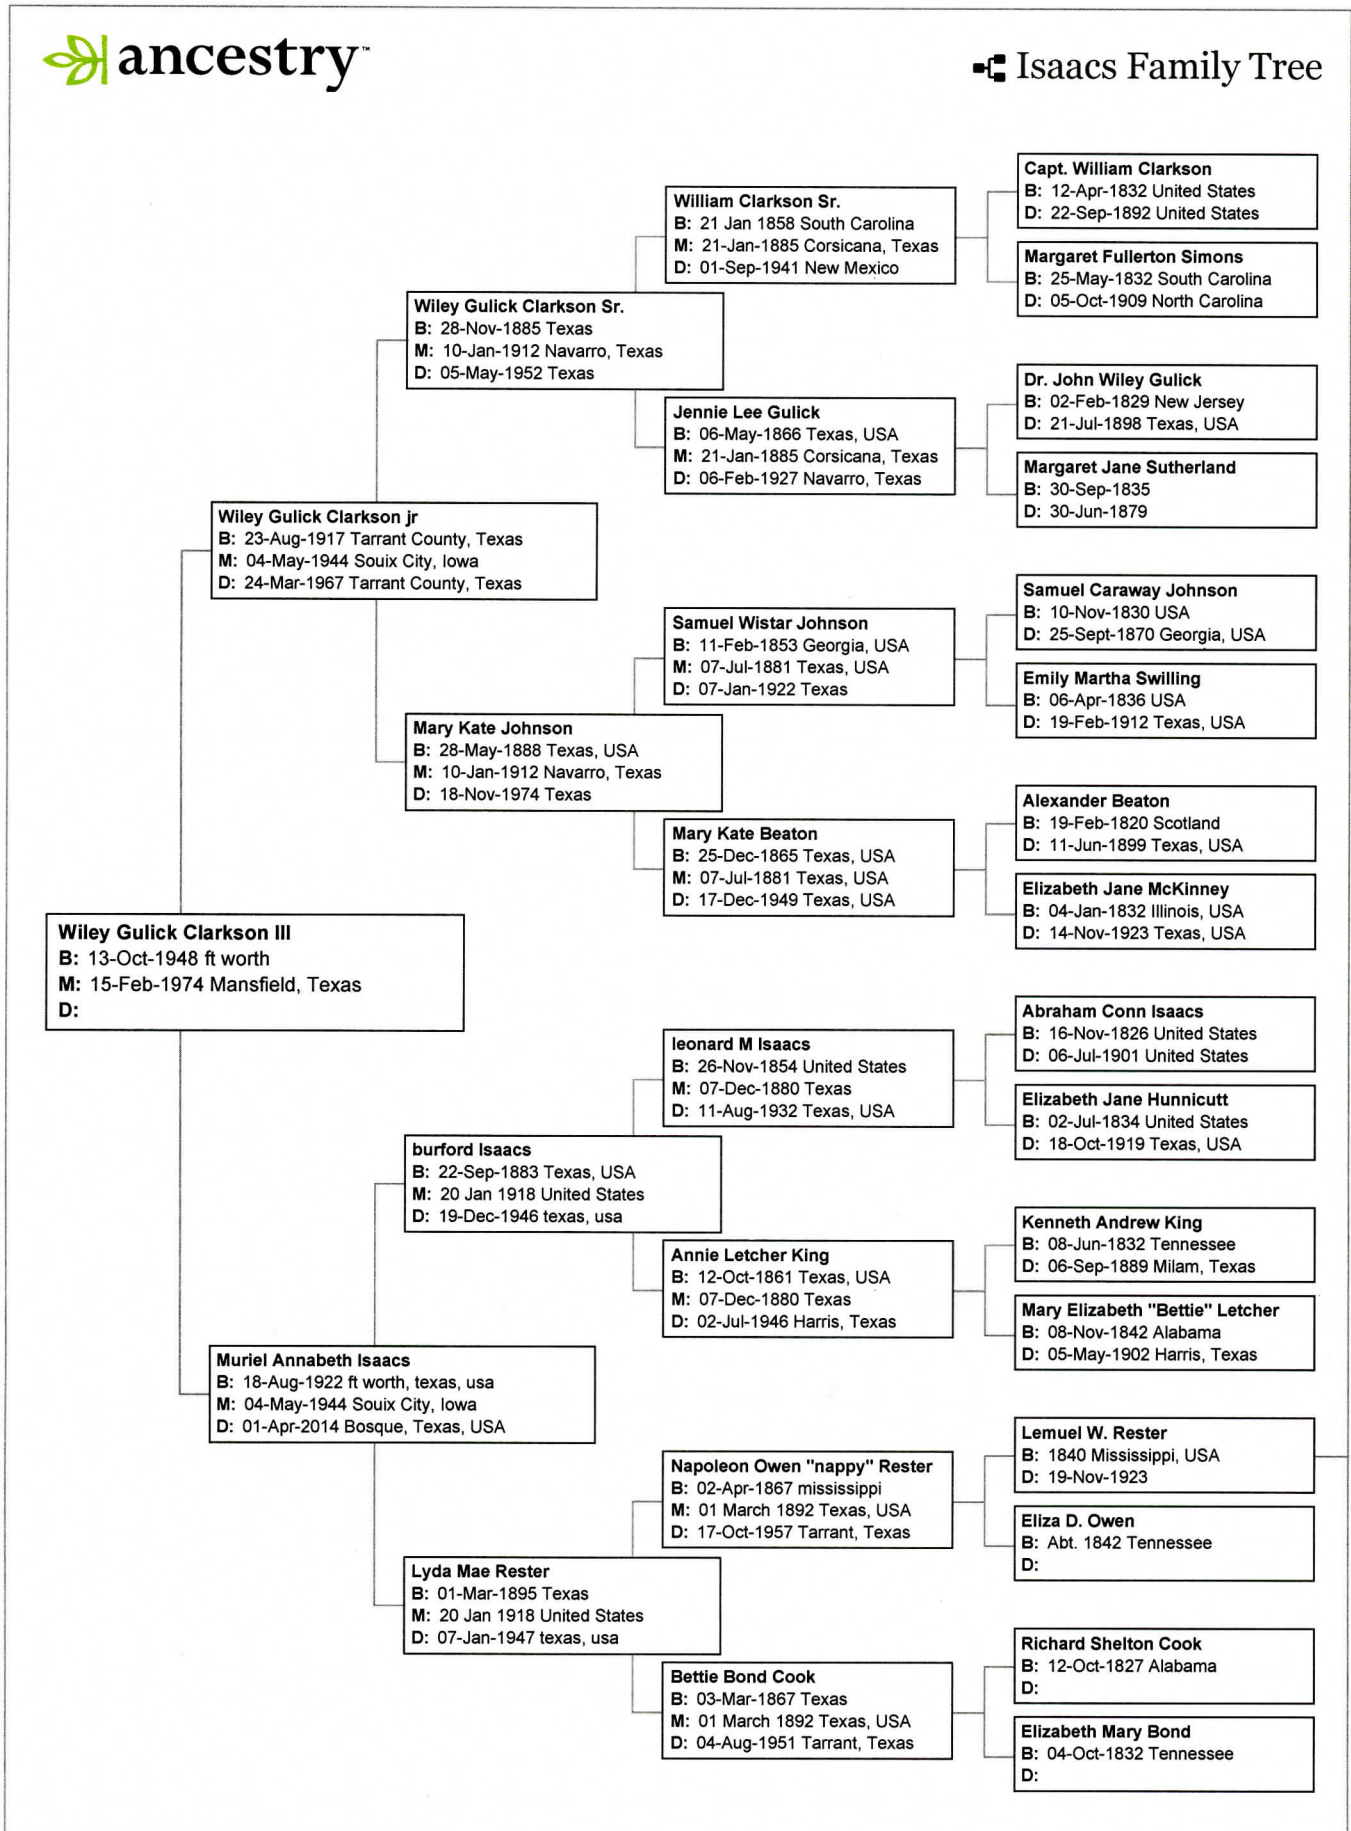 ancestry™
Isaacs Family Tree
Capt. William Clarkson
B: 12-Apr-1832 United States
D: 22-Sep-1892 United States
William Clarkson Sr.
B: 21 Jan 1858 South Carolina
M: 21-Jan-1885 Corsicana, Texas
D: 01-Sep-1941 New Mexico
Margaret Fullerton Simons
B: 25-May-1832 South Carolina
D: 05-Oct-1909 North Carolina
Wiley Gulick Clarkson Sr.
B: 28-Nov-1885 Texas
M: 10-Jan-1912 Navarro, Texas
D: 05-May-1952 Texas
Dr. John Wiley Gulick
B: 02-Feb-1829 New Jersey
D: 21-Jul-1898 Texas, USA
Jennie Lee Gulick
B: 06-May-1866 Texas, USA
M: 21-Jan-1885 Corsicana, Texas
D: 06-Feb-1927 Navarro, Texas
Margaret Jane Sutherland
B: 30-Sep-1835
D: 30-Jun-1879
Wiley Gulick Clarkson jr
B: 23-Aug-1917 Tarrant County, Texas
M: 04-May-1944 Souix City, Iowa
D: 24-Mar-1967 Tarrant County, Texas
Samuel Caraway Johnson
B: 10-Nov-1830 USA
D: 25-Sept-1870 Georgia, USA
Samuel Wistar Johnson
B: 11-Feb-1853 Georgia, USA
M: 07-Jul-1881 Texas, USA
D: 07-Jan-1922 Texas
Emily Martha Swilling
B: 06-Apr-1836 USA
D: 19-Feb-1912 Texas, USA
Mary Kate Johnson
B: 28-May-1888 Texas, USA
M: 10-Jan-1912 Navarro, Texas
D: 18-Nov-1974 Texas
Alexander Beaton
B: 19-Feb-1820 Scotland
D: 11-Jun-1899 Texas, USA
Mary Kate Beaton
B: 25-Dec-1865 Texas, USA
M: 07-Jul-1881 Texas, USA
D: 17-Dec-1949 Texas, USA
Elizabeth Jane McKinney
B: 04-Jan-1832 Illinois, USA
D: 14-Nov-1923 Texas, USA
Wiley Gulick Clarkson III
B: 13-Oct-1948 ft worth
M: 15-Feb-1974 Mansfield, Texas
D:
Abraham Conn Isaacs
B: 16-Nov-1826 United States
D: 06-Jul-1901 United States
leonard M Isaacs
B: 26-Nov-1854 United States
M: 07-Dec-1880 Texas
D: 11-Aug-1932 Texas, USA
Elizabeth Jane Hunnicutt
B: 02-Jul-1834 United States
D: 18-Oct-1919 Texas, USA
burford Isaacs
B: 22-Sep-1883 Texas, USA
M: 20 Jan 1918 United States
D: 19-Dec-1946 texas, usa
Kenneth Andrew King
B: 08-Jun-1832 Tennessee
D: 06-Sep-1889 Milam, Texas
Annie Letcher King
B: 12-Oct-1861 Texas, USA
M: 07-Dec-1880 Texas
D: 02-Jul-1946 Harris, Texas
Mary Elizabeth "Bettie" Letcher
B: 08-Nov-1842 Alabama
D: 05-May-1902 Harris, Texas
Muriel Annabeth Isaacs
B: 18-Aug-1922 ft worth, texas, usa
M: 04-May-1944 Souix City, Iowa
D: 01-Apr-2014 Bosque, Texas, USA
Lemuel W. Rester
B: 1840 Mississippi, USA
D: 19-Nov-1923
Napoleon Owen "nappy" Rester
B: 02-Apr-1867 mississippi
M: 01 March 1892 Texas, USA
D: 17-Oct-1957 Tarrant, Texas
Eliza D. Owen
B: Abt. 1842 Tennessee
D:
Lyda Mae Rester
B: 01-Mar-1895 Texas
M: 20 Jan 1918 United States
D: 07-Jan-1947 texas, usa
Richard Shelton Cook
B: 12-Oct-1827 Alabama
D:
Bettie Bond Cook
B: 03-Mar-1867 Texas
M: 01 March 1892 Texas, USA
D: 04-Aug-1951 Tarrant, Texas
Elizabeth Mary Bond
B: 04-Oct-1832 Tennessee
D: